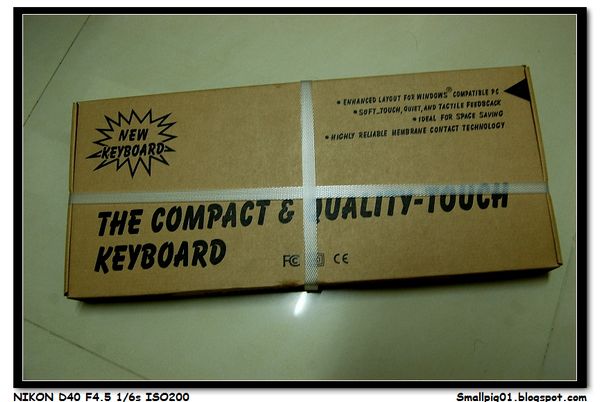 NEW
KEYBOARD
• ENHANCED LAYOUT FOR WINDOWS® COMPATIBLE PC
• SOFT-TOUCH, QUIET, AND TACTILE FEEDBCACK
• IDEAL FOR SPACE SAVING
• HIGHLY RELIABLE MEMBRANE CONTACT TECHNOLOGY
THE COMPACT & QUALITY-TOUCH
KEYBOARD
FC CE
NIKON D40 F4.5 1/6s ISO200
Smallpig01.blogspot.com